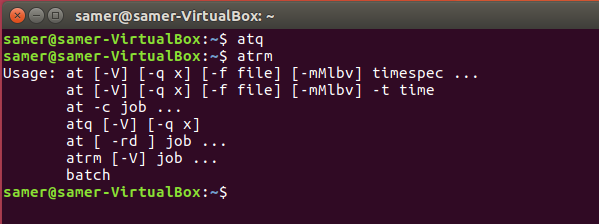 samer@samer-VirtualBox: ~
samer@samer-VirtualBox:~$ atq
samer@samer-VirtualBox:~$ atrm
Usage: at [-V] [-q x] [-f file] [-mMlbv] timespec ...
       at [-V] [-q x] [-f file] [-mMlbv] -t time
       at -c job ...
       atq [-V] [-q x]
       at [ -rd ] job ...
       atrm [-V] job ...
       batch
samer@samer-VirtualBox:~$